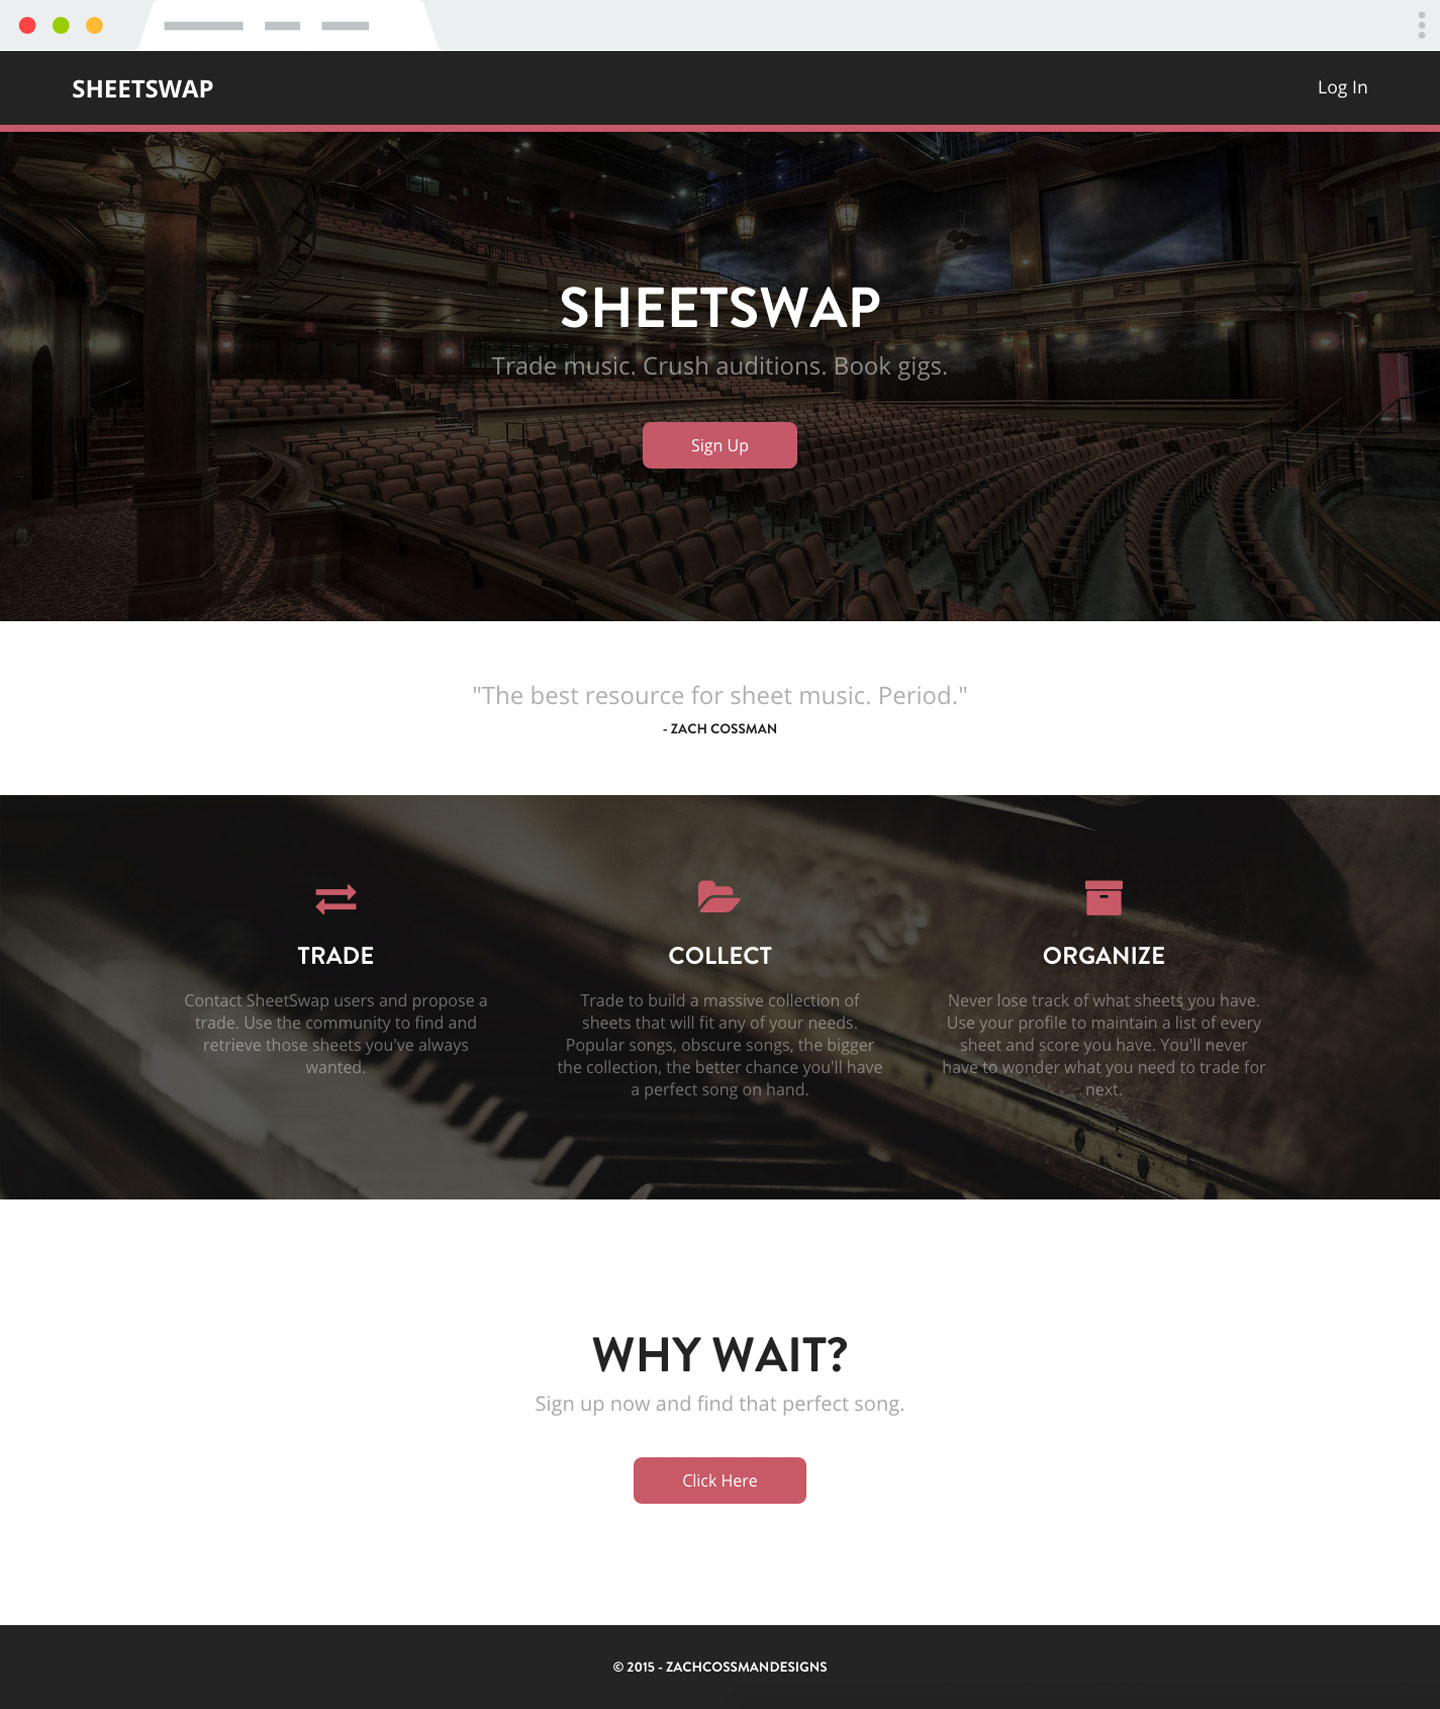 SHEETSWAP
Log In
SHEETSWAP
Trade music. Crush auditions. Book gigs.
Sign Up
"The best resource for sheet music. Period."
- ZACH COSSMAN
TRADE
Contact SheetSwap users and propose a
trade. Use the community to find and
retrieve those sheets you've always
wanted.
COLLECT
Trade to build a massive collection of
sheets that will fit any of your needs.
Popular songs, obscure songs, the bigger
the collection, the better chance you'll have
a perfect song on hand.
ORGANIZE
Never lose track of what sheets you have.
Use your profile to maintain a list of every
sheet and score you have. You'll never
have to wonder what you need to trade for
next.
WHY WAIT?
Sign up now and find that perfect song.
Click Here
© 2015 - ZACHCOSSMANDESIGNS